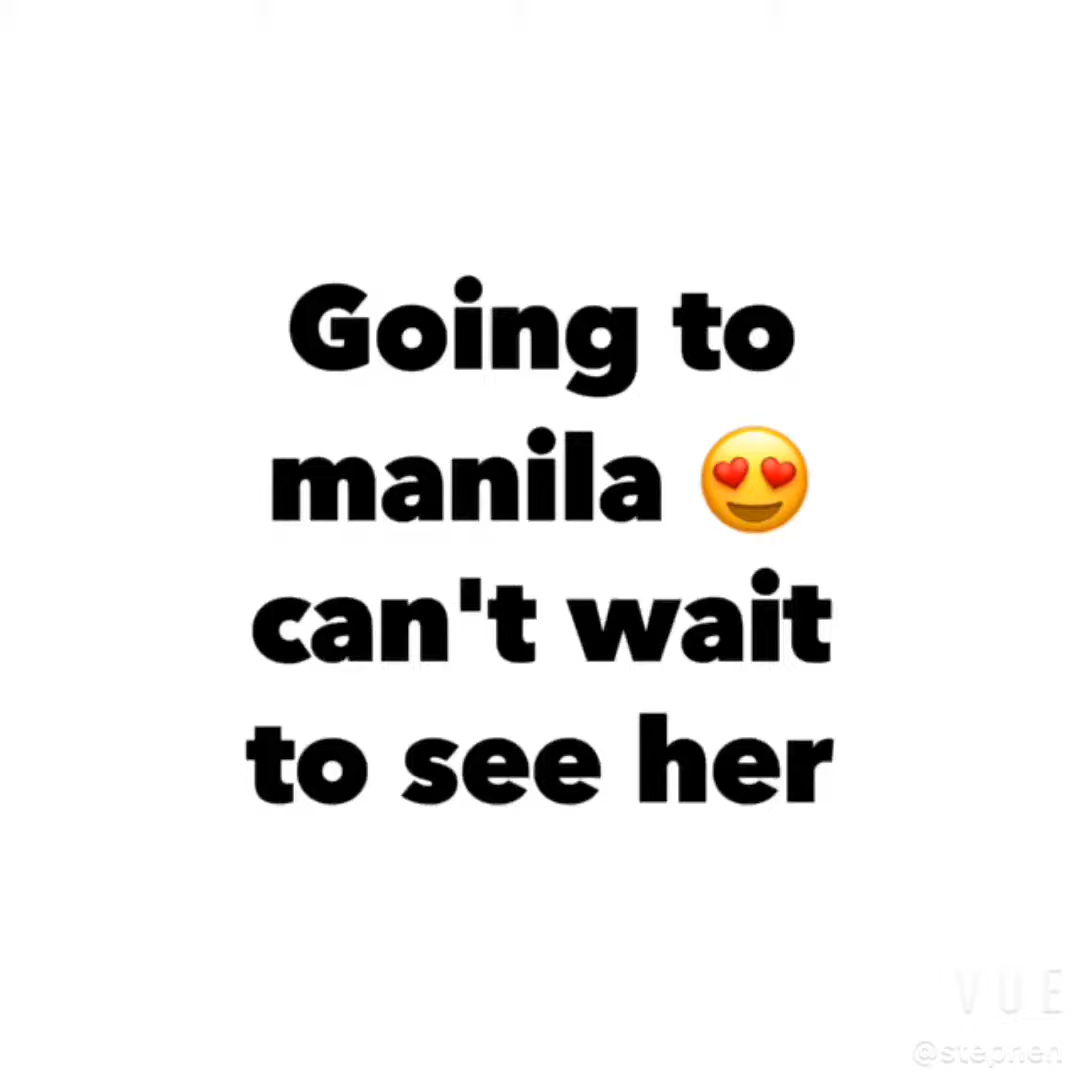 Going to
manila 😍
can't wait
to see her
VUE
@stephen